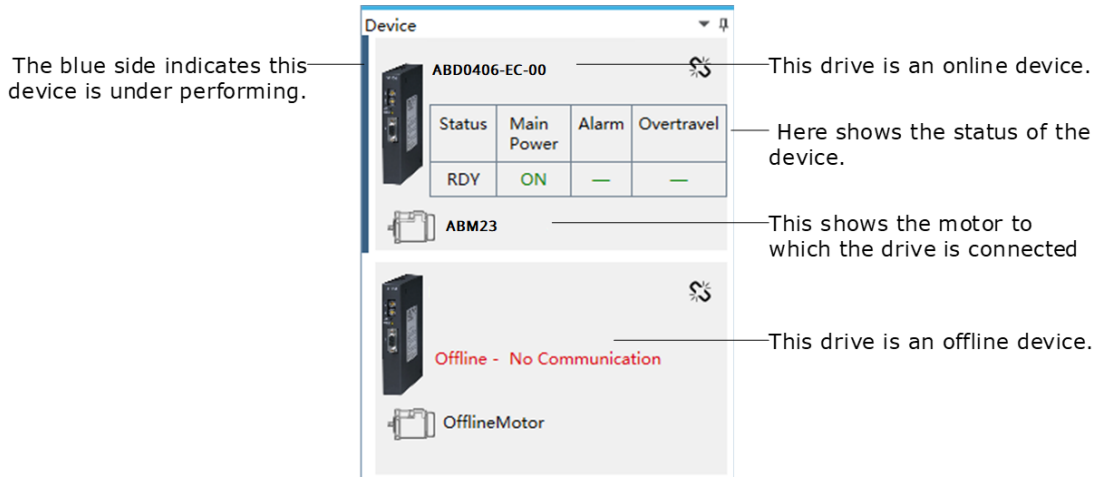 Device
The blue side indicates this
device is under performing.
ABD0406-EC-00
This drive is an online device.
Status Main Power Alarm Overtravel
RDY ON — —
Here shows the status of the
device.
ABM23
This shows the motor to
which the drive is connected
Offline - No Communication
This drive is an offline device.
OfflineMotor